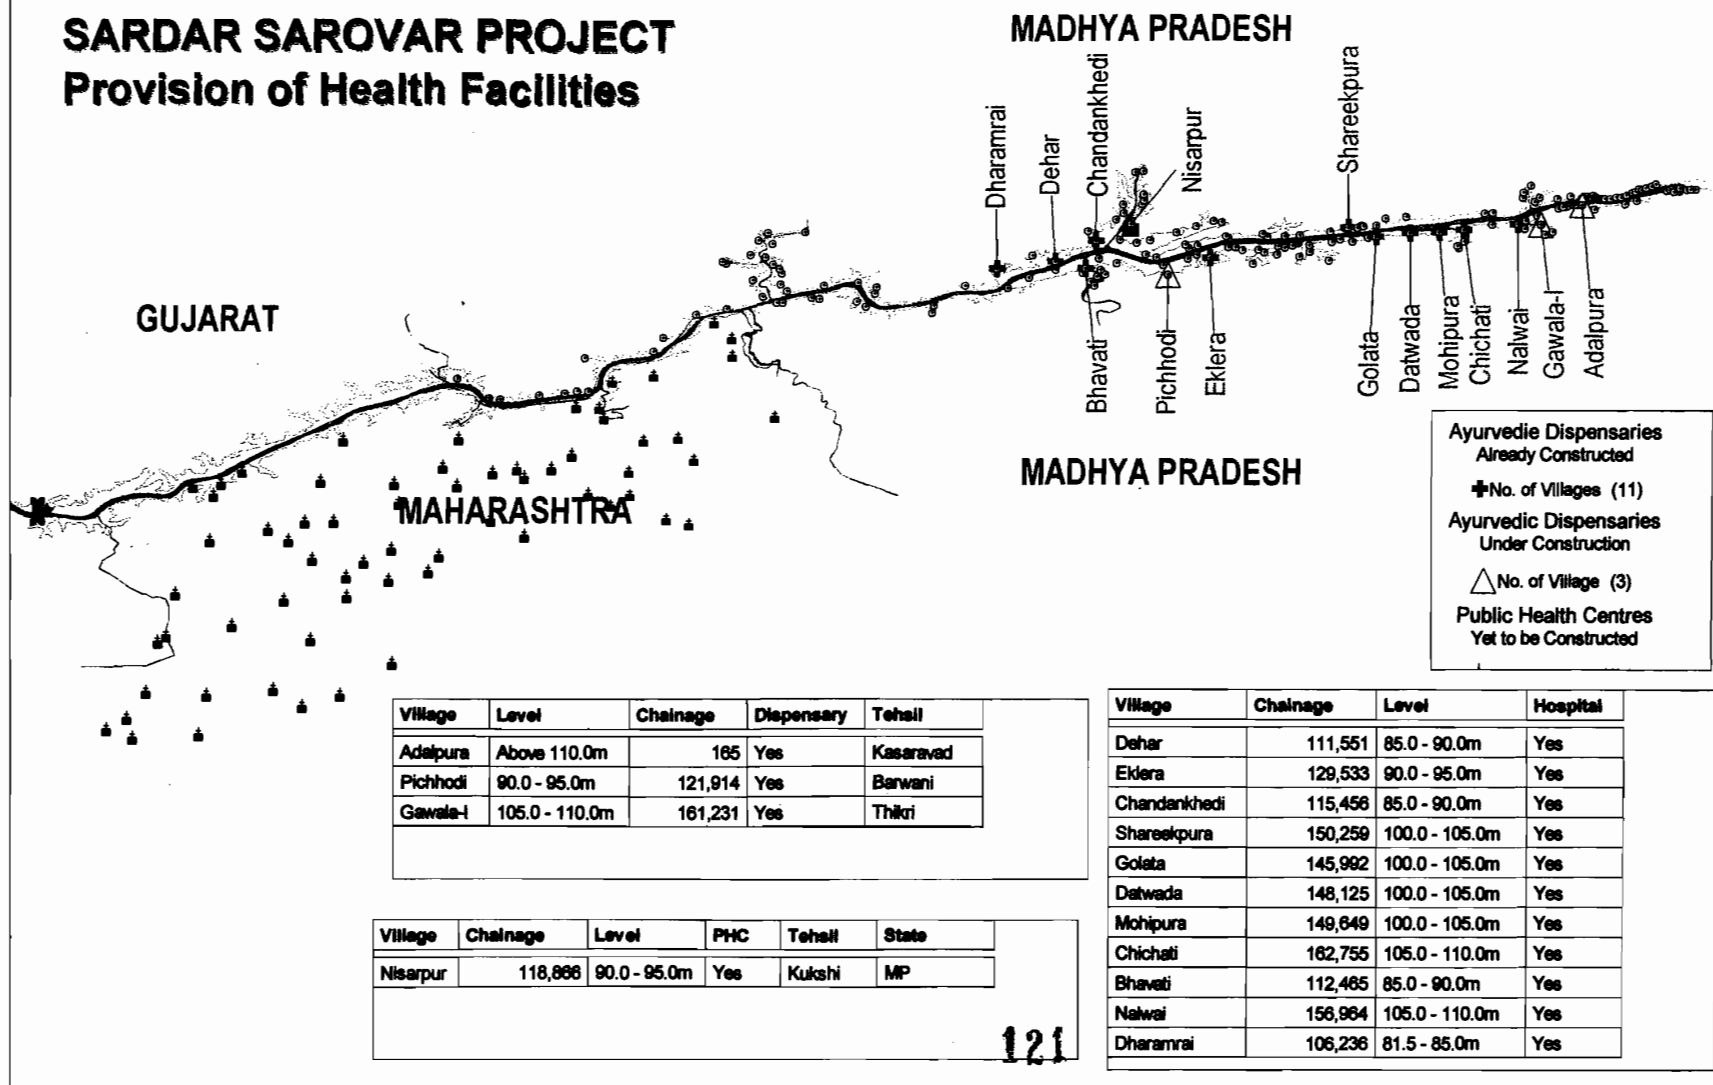 SARDAR SAROVAR PROJECT
Provision of Health Facilities
MADHYA PRADESH
Dharamrai
Dehar
Chandankhedi
Nisarpur
Shareekpura
GUJARAT
MAHARASHTRA
MADHYA PRADESH
Bhavati
Pichhodi
Eklera
Golata
Datwada
Mohipura
Chichati
Nalwai
Gawala-I
Adalpura
Ayurvedie Dispensaries
Already Constructed
No. of Villages (11)
Ayurvedic Dispensaries
Under Construction
No. of Village (3)
Public Health Centres
Yet to be Constructed
Village Level Chainage Dispensary Tehsil
Adalpura Above 110.0m 165 Yes Kasaravad
Pichhodi 90.0 - 95.0m 121,914 Yes Barwani
Gawala-I 105.0 - 110.0m 161,231 Yes Thikri
Village Chainage Level PHC Tehsil State
Nisarpur 118,866 90.0 - 95.0m Yes Kukshi MP
Village Chainage Level Hospital
Dehar 111,551 85.0 - 90.0m Yes
Eklera 129,533 90.0 - 95.0m Yes
Chandankhedi 115,456 85.0 - 90.0m Yes
Shareekpura 150,259 100.0 - 105.0m Yes
Golata 145,992 100.0 - 105.0m Yes
Datwada 148,125 100.0 - 105.0m Yes
Mohipura 149,649 100.0 - 105.0m Yes
Chichati 162,755 105.0 - 110.0m Yes
Bhavati 112,465 85.0 - 90.0m Yes
Nalwai 156,964 105.0 - 110.0m Yes
Dharamrai 106,236 81.5 - 85.0m Yes
121